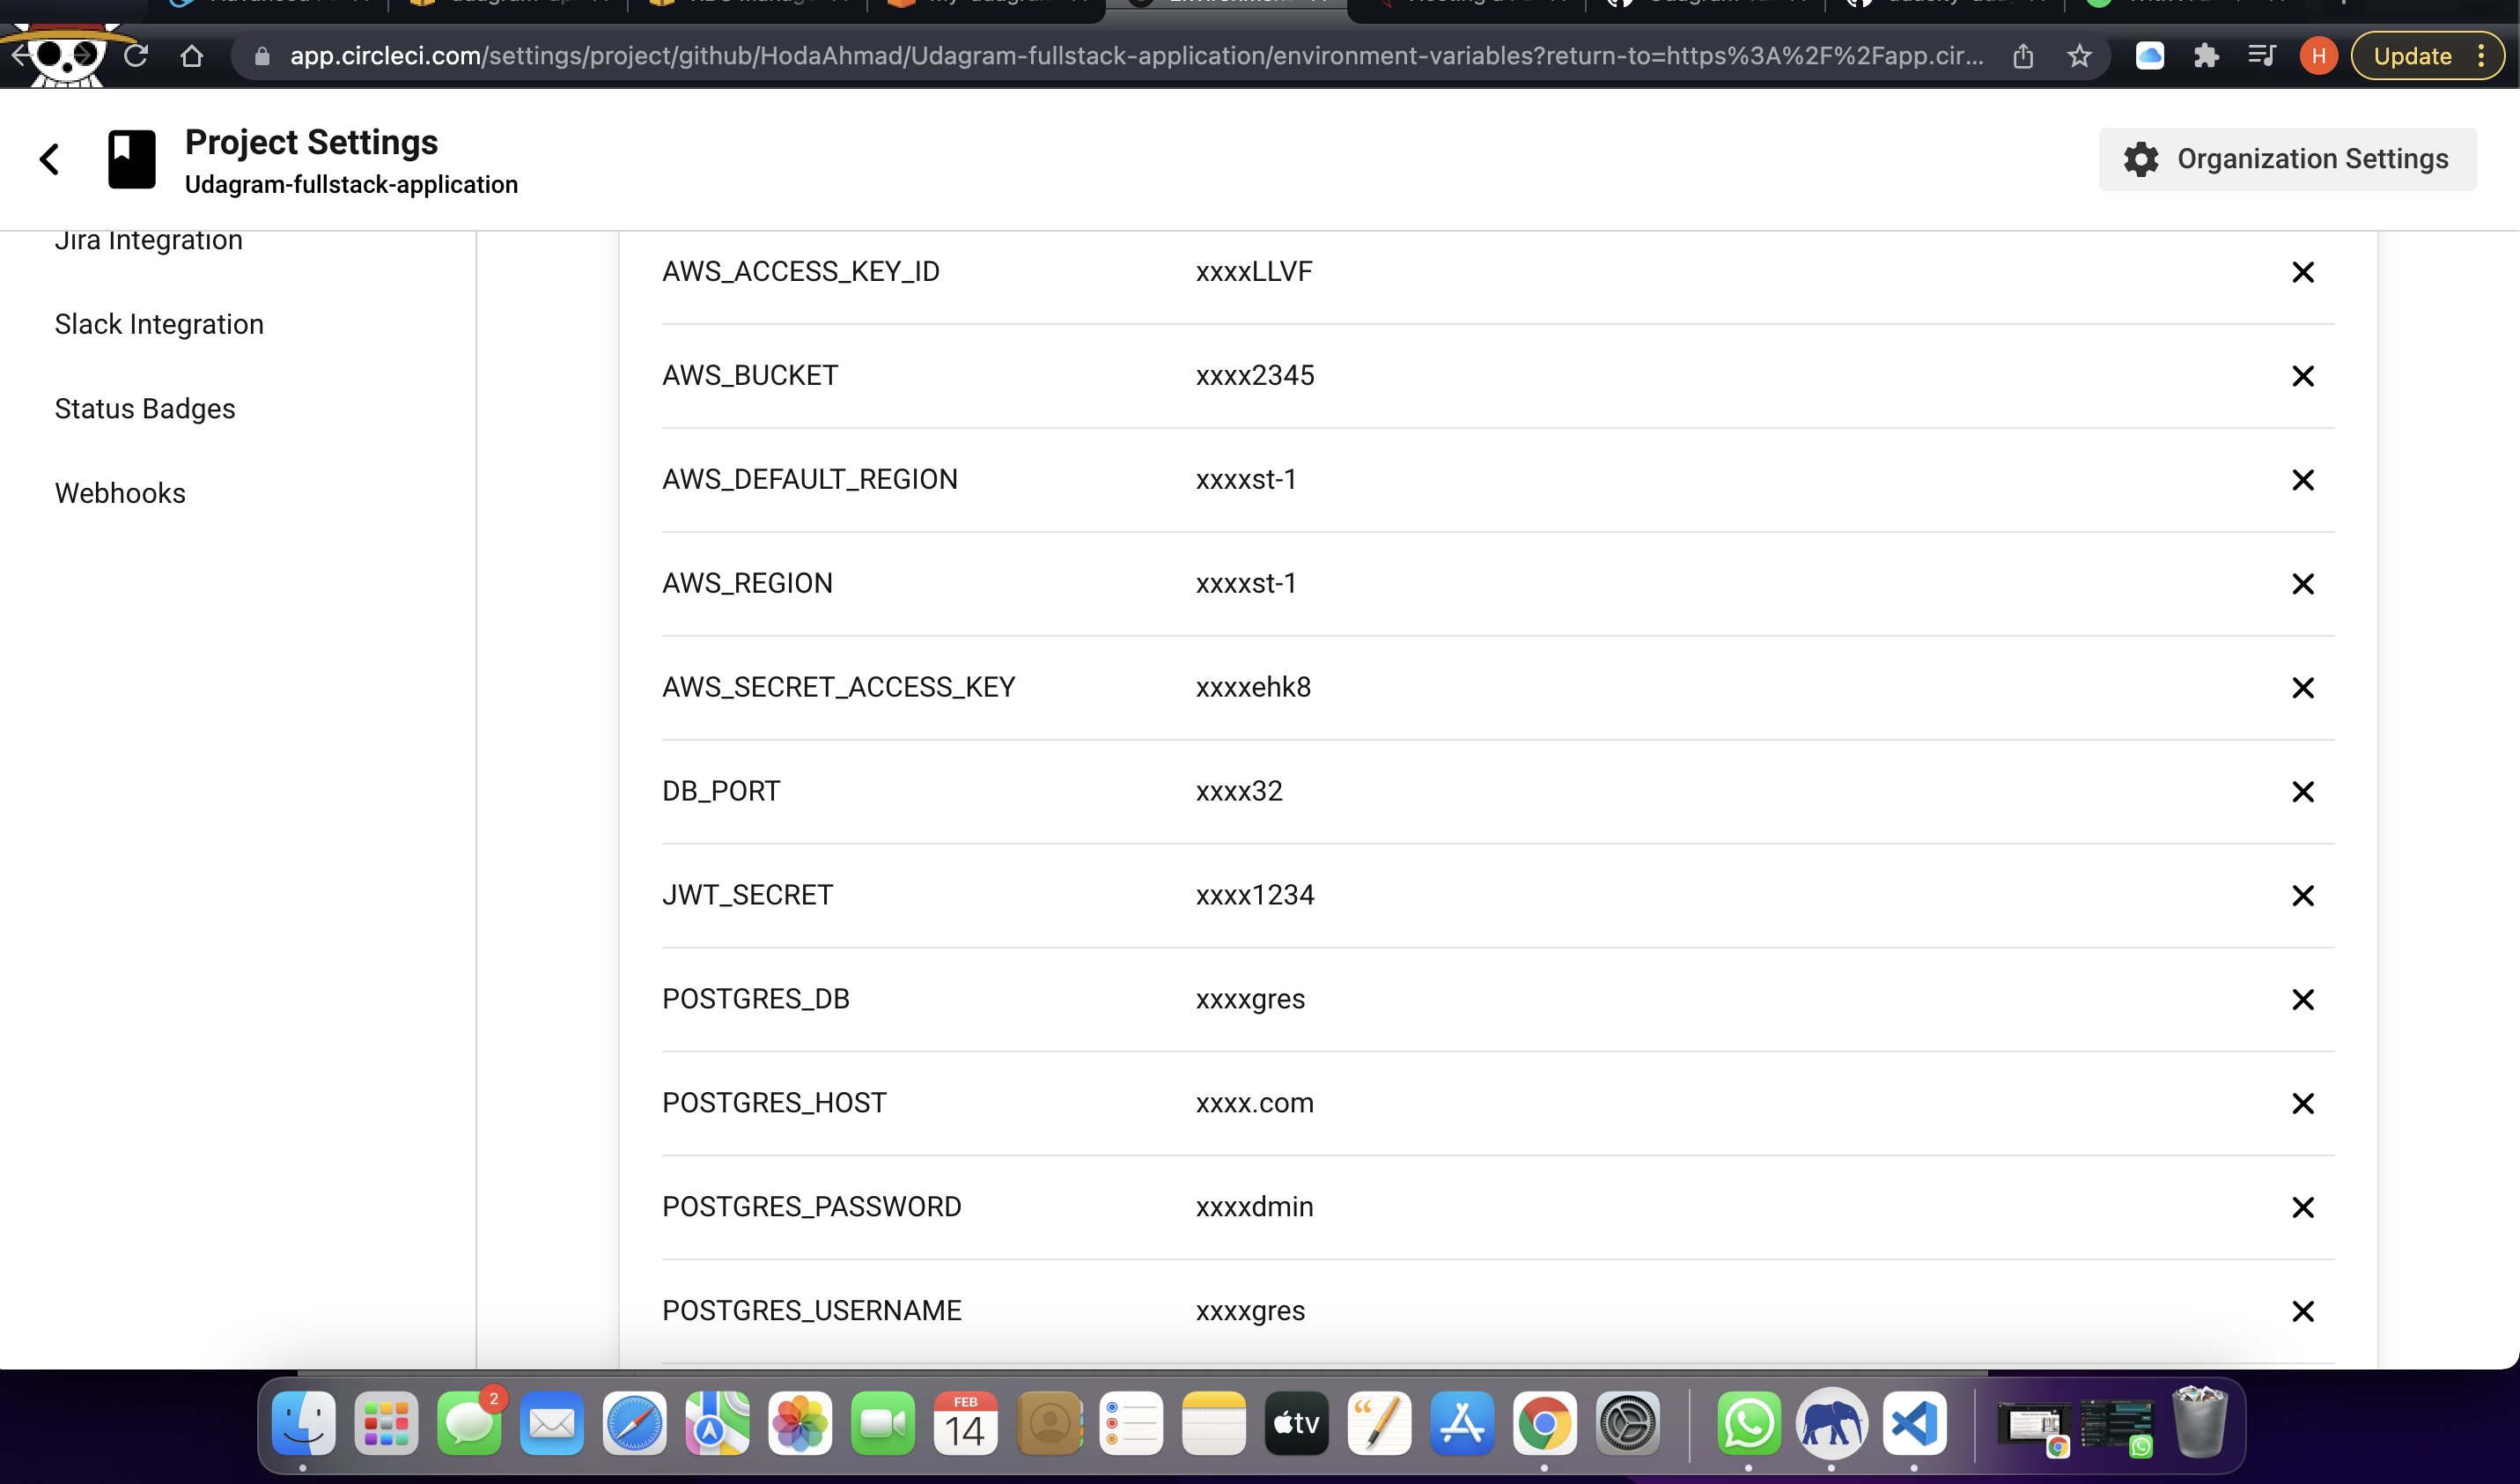 app.circleci.com/settings/project/github/HodaAhmad/Udagram-fullstack-application/environment-variables?return-to=https%3A%2F%2Fapp.cir...
H
Update
Project Settings
Udagram-fullstack-application
Organization Settings
Jira Integration
Slack Integration
Status Badges
Webhooks
AWS_ACCESS_KEY_ID xxxxLLVF
AWS_BUCKET xxxx2345
AWS_DEFAULT_REGION xxxxst-1
AWS_REGION xxxxst-1
AWS_SECRET_ACCESS_KEY xxxxehk8
DB_PORT xxxx32
JWT_SECRET xxxx1234
POSTGRES_DB xxxxgres
POSTGRES_HOST xxxx.com
POSTGRES_PASSWORD xxxxdmin
POSTGRES_USERNAME xxxxgres
2
FEB
14
tv